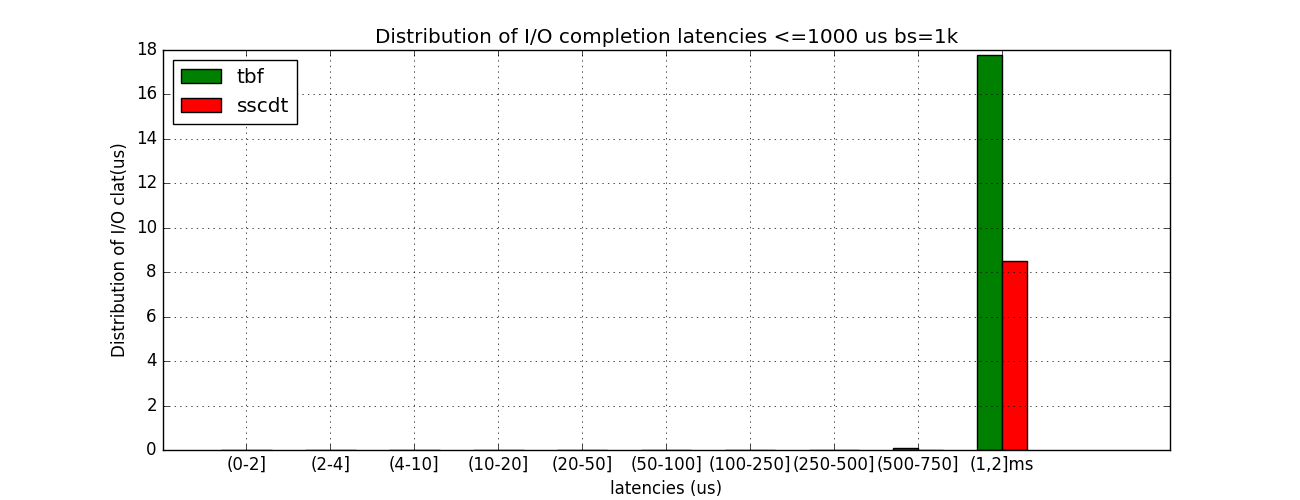 Distribution of I/O completion latencies <=1000 us bs=1k
tbf
sscdt
Distribution of I/O clat(us)
18
16
14
12
10
8
6
4
2
0
(0-2] (2-4] (4-10] (10-20] (20-50] (50-100] (100-250] (250-500] (500-750] (1,2]ms
latencies (us)